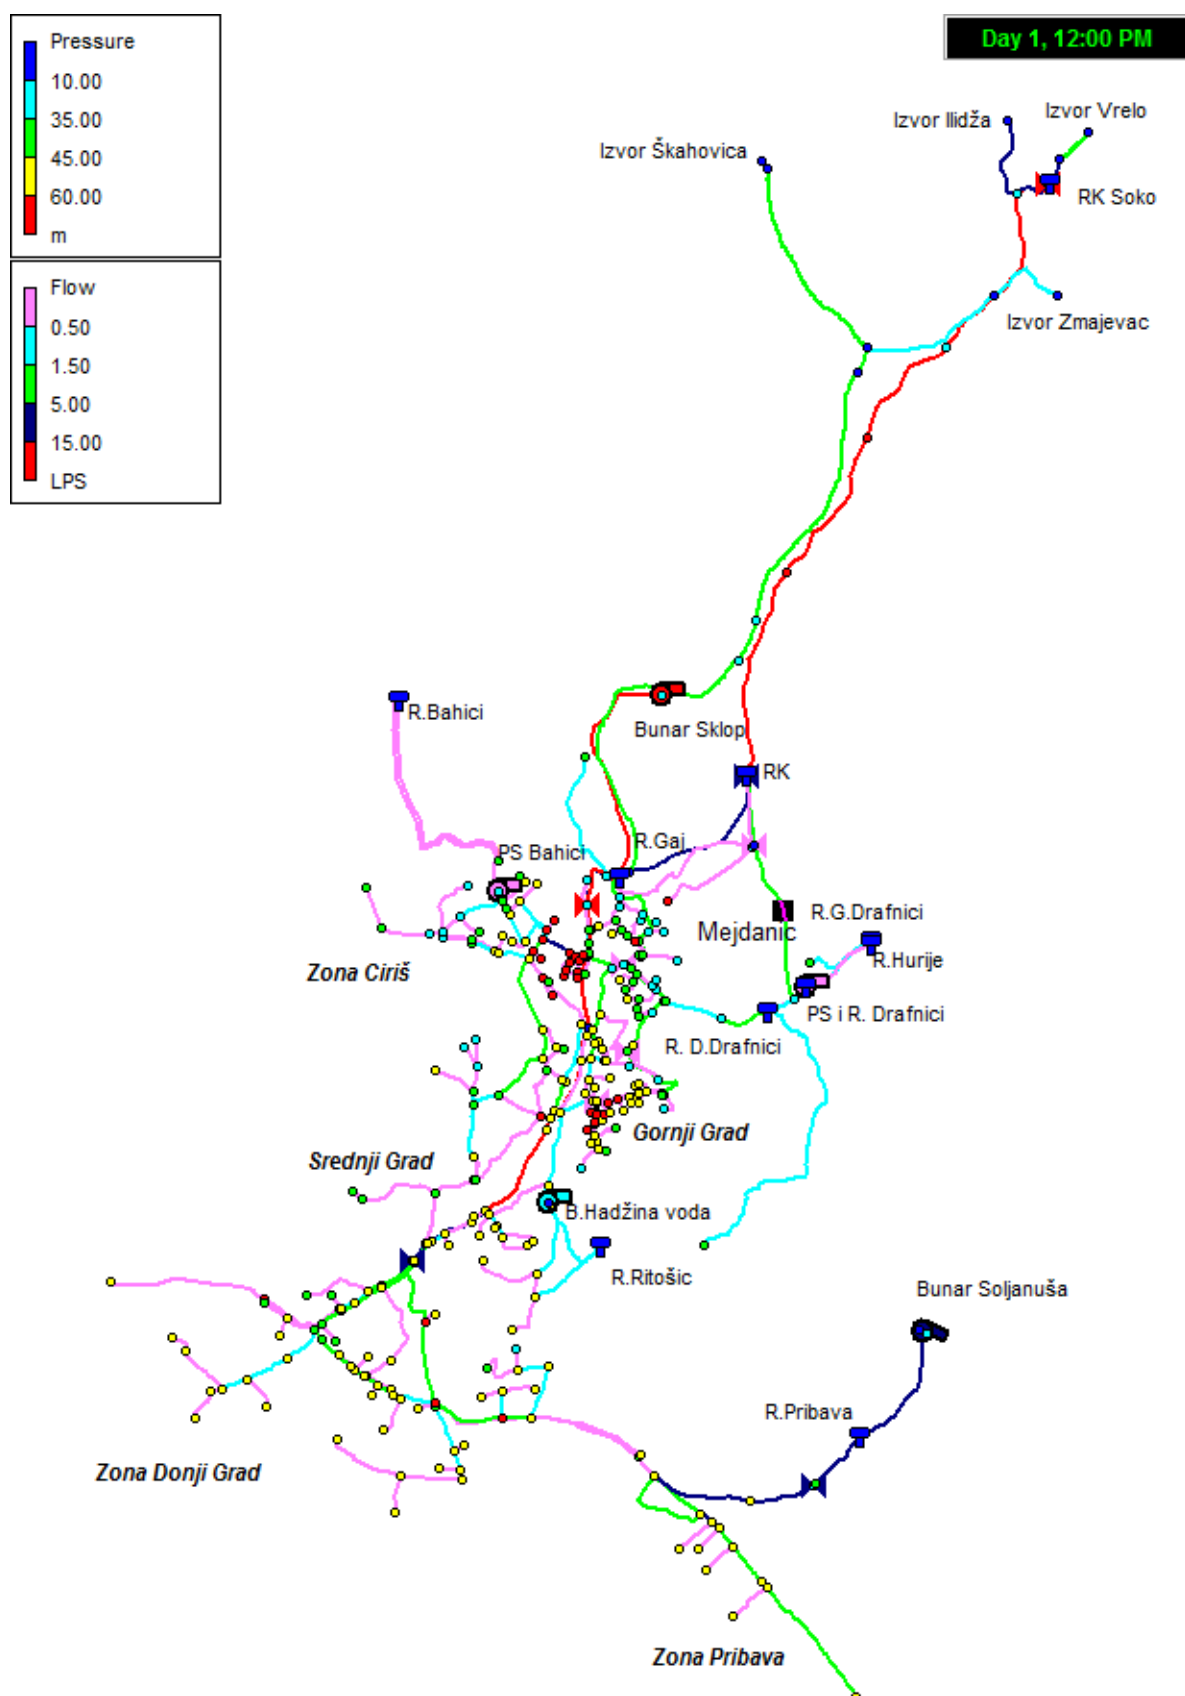 Pressure
10.00
35.00
45.00
60.00
m
Flow
0.50
1.50
5.00
15.00
LPS
Day 1, 12:00 PM
Izvor Ilidža
Izvor Vrelo
Izvor Škahovica
RK Soko
Izvor Zmajevac
R.Bahici
Bunar Sklop
RK
PS Bahici
R.Gaj
R.G.Drafnici
Mejdanic
R.Hurije
Zona Ciriš
PS i R. Drafnici
R. D.Drafnici
Gornji Grad
Srednji Grad
B.Hadžina voda
R.Ritošic
Bunar Soljanuša
R.Pribava
Zona Donji Grad
Zona Pribava